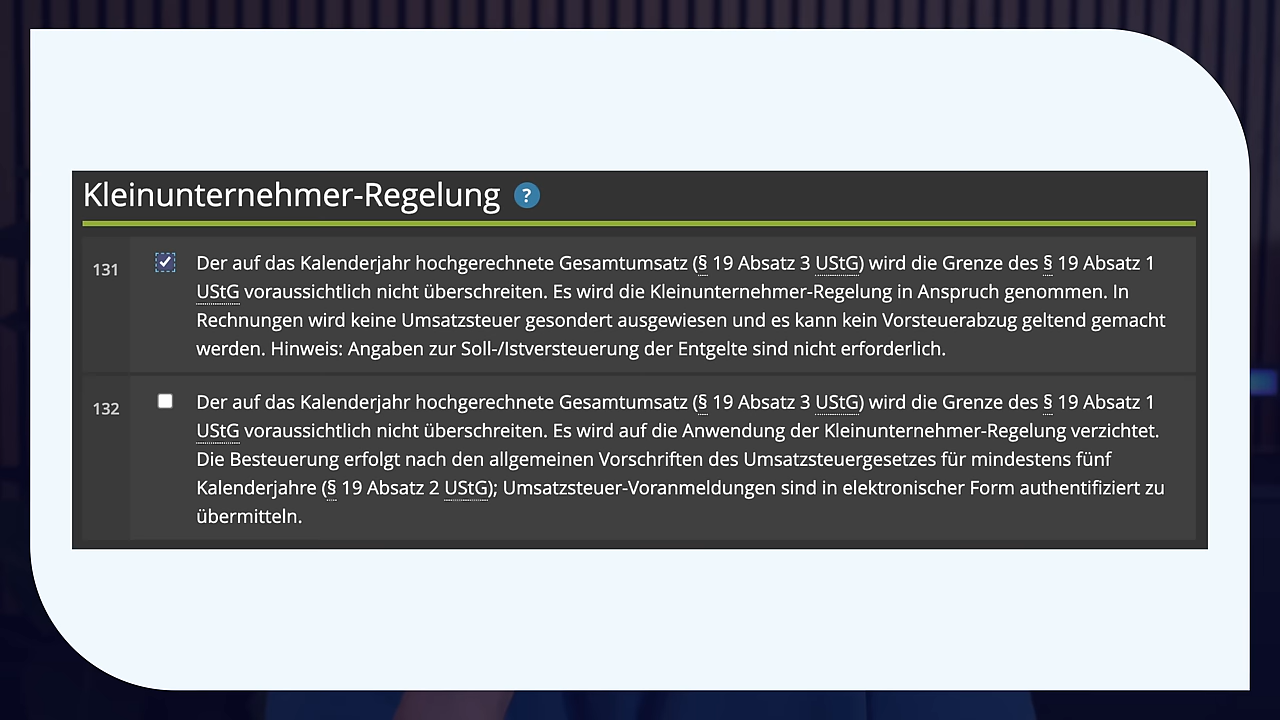 Kleinunternehmer-Regelung ?
131 Der auf das Kalenderjahr hochgerechnete Gesamtumsatz (§ 19 Absatz 3 UStG) wird die Grenze des § 19 Absatz 1
UStG voraussichtlich nicht überschreiten. Es wird die Kleinunternehmer-Regelung in Anspruch genommen. In
Rechnungen wird keine Umsatzsteuer gesondert ausgewiesen und es kann kein Vorsteuerabzug geltend gemacht
werden. Hinweis: Angaben zur Soll-/Istversteuerung der Entgelte sind nicht erforderlich.
132 Der auf das Kalenderjahr hochgerechnete Gesamtumsatz (§ 19 Absatz 3 UStG) wird die Grenze des § 19 Absatz 1
UStG voraussichtlich nicht überschreiten. Es wird auf die Anwendung der Kleinunternehmer-Regelung verzichtet.
Die Besteuerung erfolgt nach den allgemeinen Vorschriften des Umsatzsteuergesetzes für mindestens fünf
Kalenderjahre (§ 19 Absatz 2 UStG); Umsatzsteuer-Voranmeldungen sind in elektronischer Form authentifiziert zu
übermitteln.